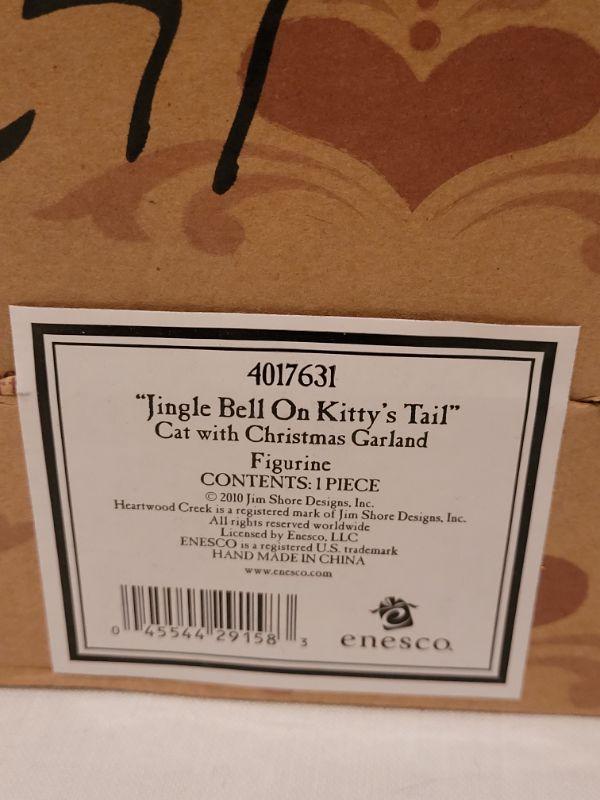 4017631
“Jingle Bell On Kitty’s Tail”
Cat with Christmas Garland
Figurine
CONTENTS: 1 PIECE
© 2010 Jim Shore Designs, Inc.
Heartwood Creek is a registered mark of Jim Shore Designs, Inc.
All rights reserved worldwide
Licensed by Enesco, LLC
ENESCO is a registered U.S. trademark
HAND MADE IN CHINA
www.enesco.com
0 45544 29158 3
enesco.